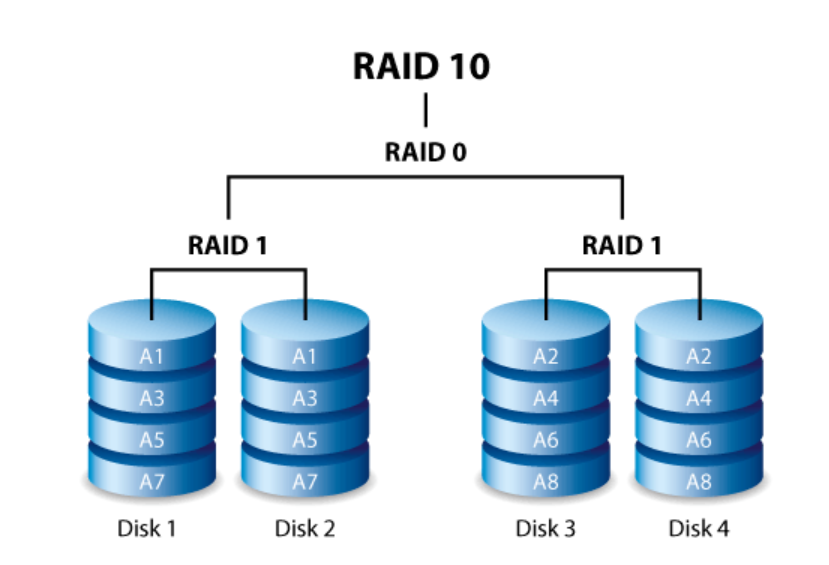 RAID 10
RAID 0
RAID 1 RAID 1
A1 A1 A2 A2
A3 A3 A4 A4
A5 A5 A6 A6
A7 A7 A8 A8
Disk 1 Disk 2 Disk 3 Disk 4